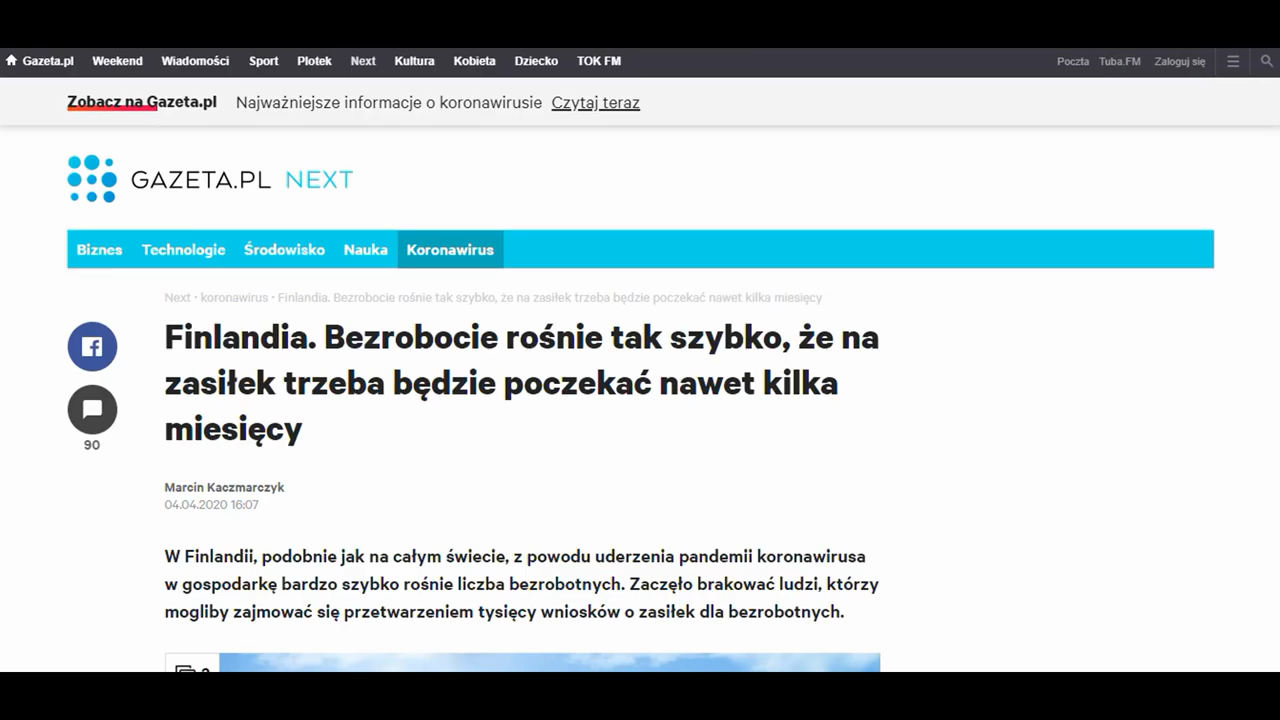 Gazeta.pl Weekend Wiadomości Sport Plotek Next Kultura Kobieta Dziecko TOK FM Poczta Tuba.FM Zaloguj się
Zobacz na Gazeta.pl Najważniejsze informacje o koronawirusie Czytaj teraz
GAZETA.PL NEXT
Biznes Technologie Środowisko Nauka Koronawirus
Next · koronawirus · Finlandia. Bezrobocie rośnie tak szybko, że na zasiłek trzeba będzie poczekać nawet kilka miesięcy
Finlandia. Bezrobocie rośnie tak szybko, że na
zasiłek trzeba będzie poczekać nawet kilka
miesięcy
90
Marcin Kaczmarczyk
04.04.2020 16:07
W Finlandii, podobnie jak na całym świecie, z powodu uderzenia pandemii koronawirusa
w gospodarkę bardzo szybko rośnie liczba bezrobotnych. Zaczęło brakować ludzi, którzy
mogliby zajmować się przetwarzeniem tysięcy wniosków o zasiłek dla bezrobotnych.